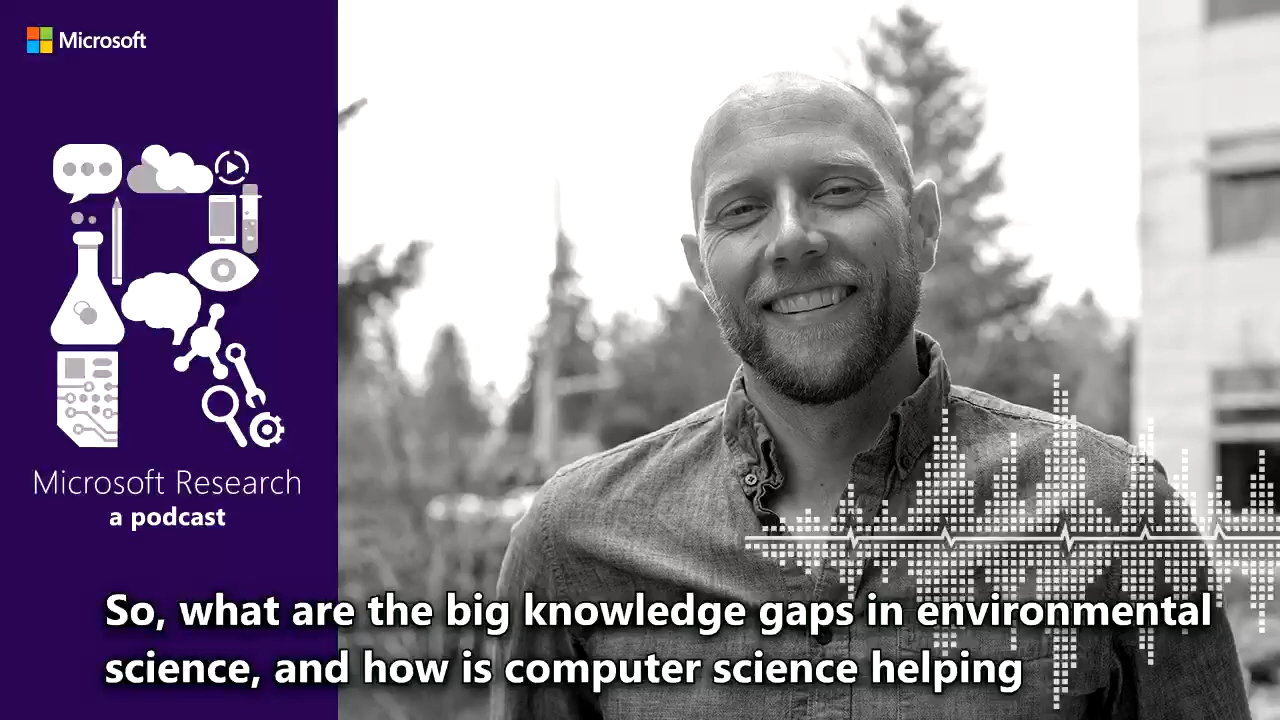 Microsoft
Microsoft Research
a podcast
So, what are the big knowledge gaps in environmental
science, and how is computer science helping